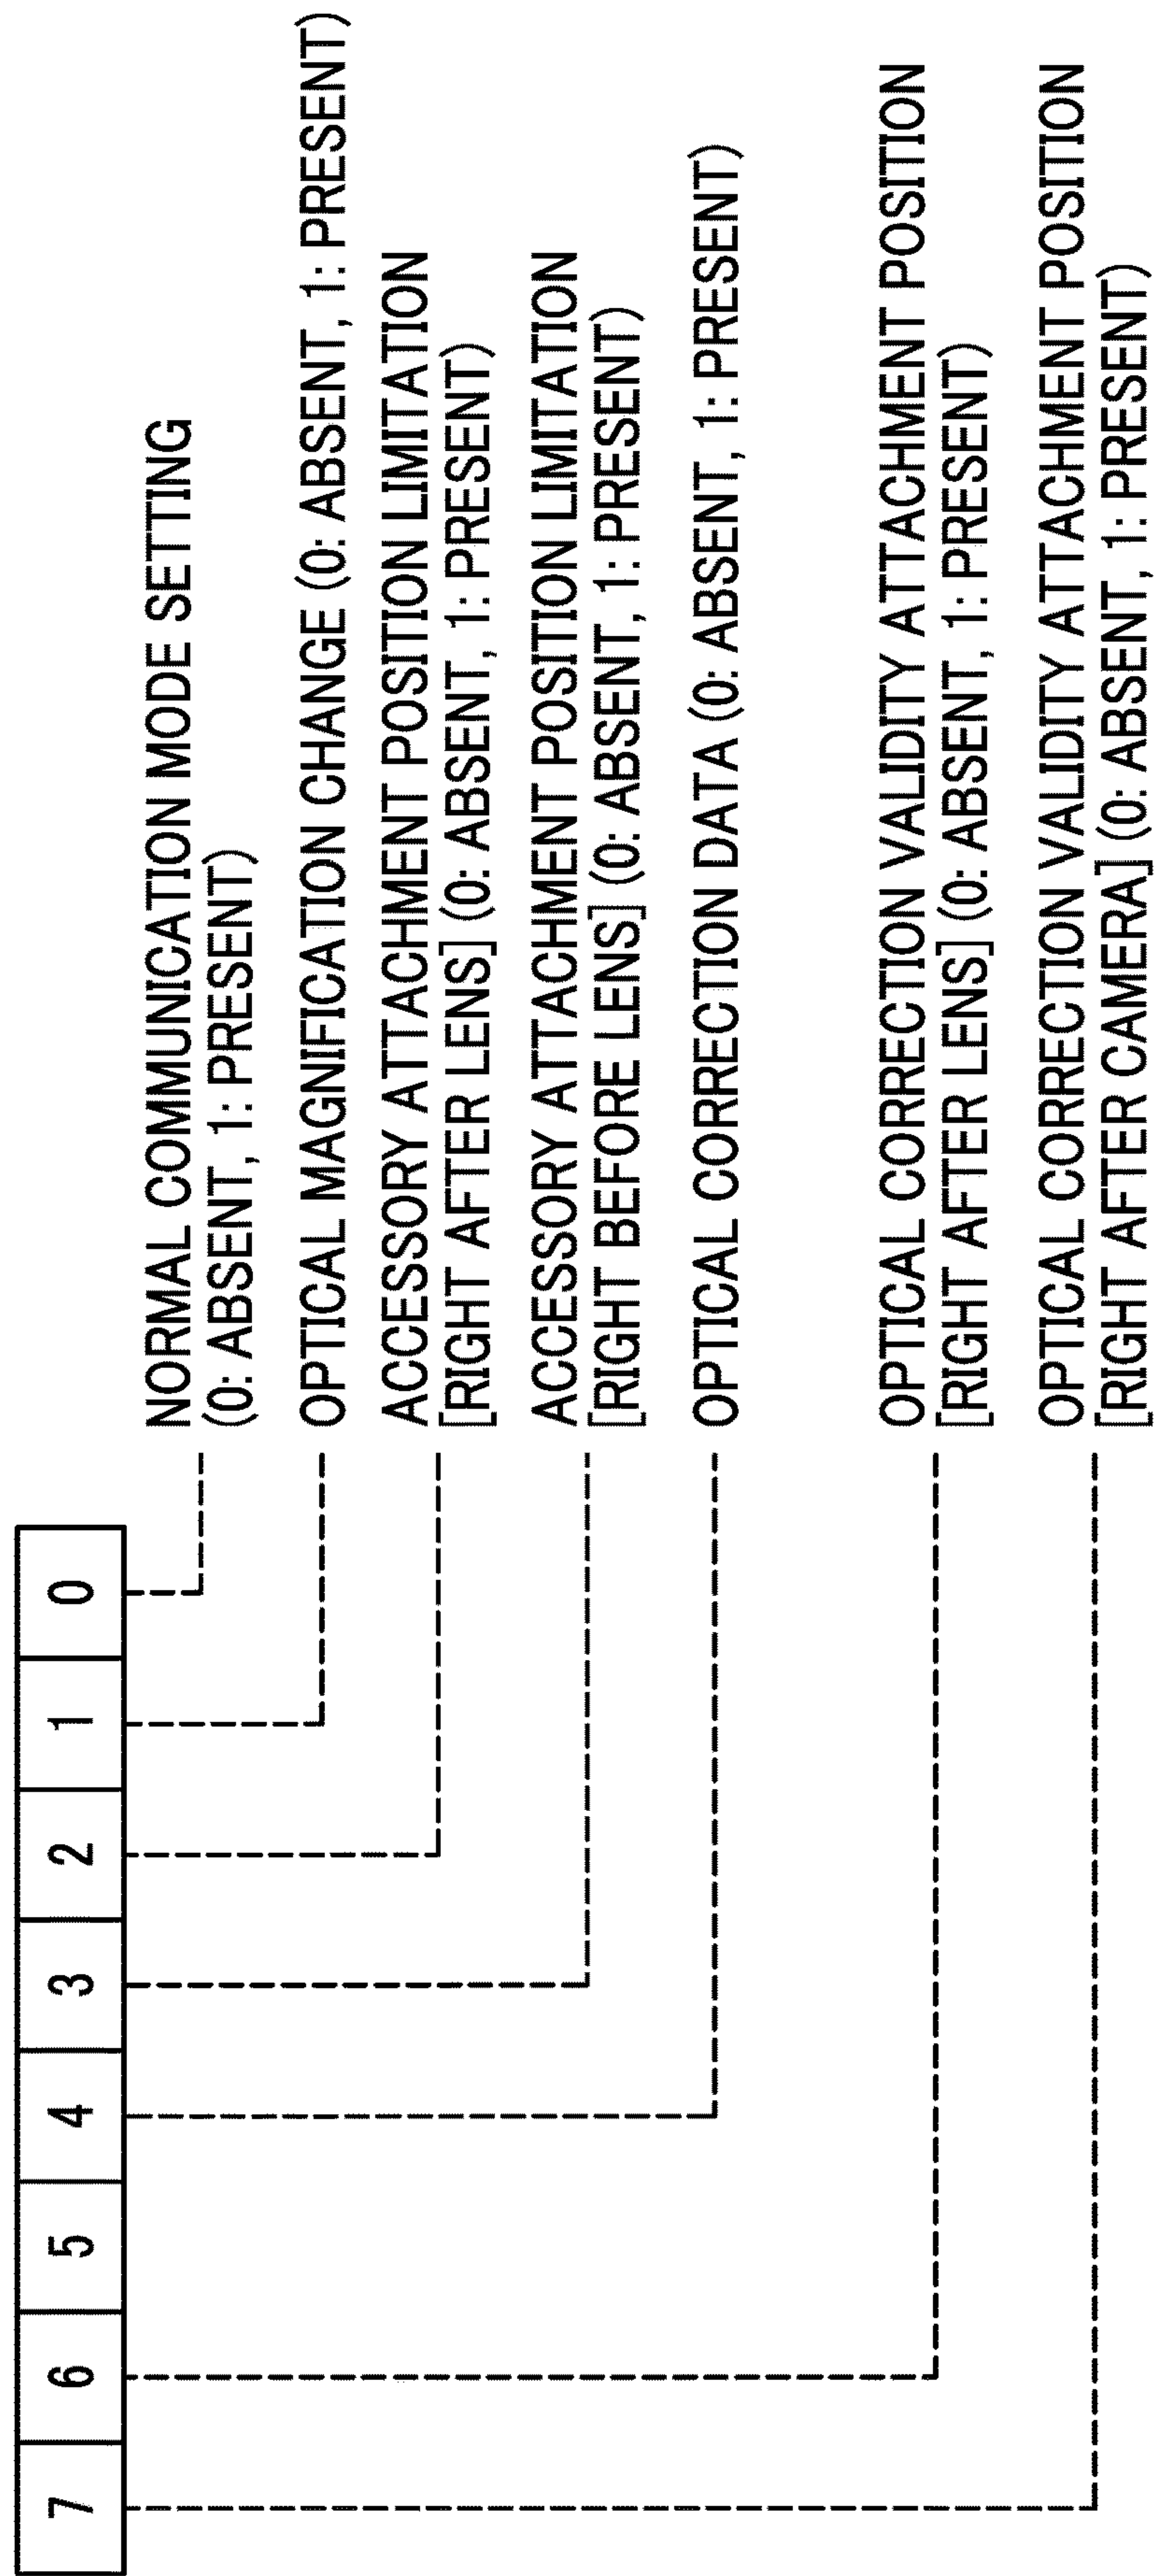 7 6 5 4 3 2 1 0
NORMAL COMMUNICATION MODE SETTING
(0: ABSENT, 1: PRESENT)
OPTICAL MAGNIFICATION CHANGE (0: ABSENT, 1: PRESENT)
ACCESSORY ATTACHMENT POSITION LIMITATION
[RIGHT AFTER LENS] (0: ABSENT, 1: PRESENT)
ACCESSORY ATTACHMENT POSITION LIMITATION
[RIGHT BEFORE LENS] (0: ABSENT, 1: PRESENT)
OPTICAL CORRECTION DATA (0: ABSENT, 1: PRESENT)
OPTICAL CORRECTION VALIDITY ATTACHMENT POSITION
[RIGHT AFTER LENS] (0: ABSENT, 1: PRESENT)
OPTICAL CORRECTION VALIDITY ATTACHMENT POSITION
[RIGHT AFTER CAMERA] (0: ABSENT, 1: PRESENT)